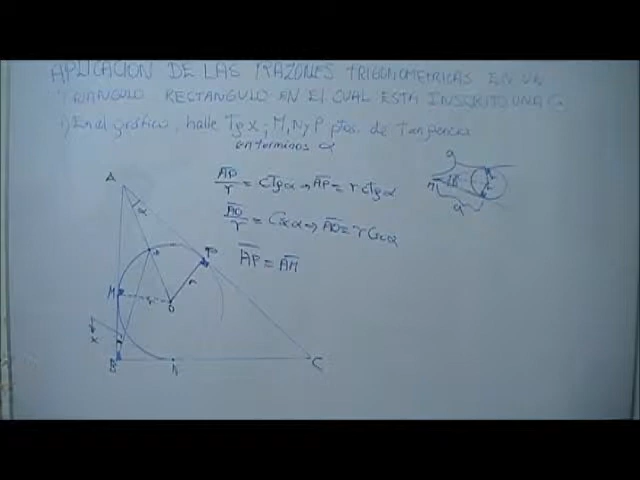 APLICACION DE LAS RAZONES TRIGONOMETRICAS EN UN
TRIANGULO RECTANGULO EN EL CUAL ESTA INSCRITO UNA C.
1) En el gráfico, halle Tg x; M, N y P ptos. de tangencia
en terminos α
AP/r = Ctgα ⇒ AP = r Ctgα
AO/r = Cscα ⇒ AO = r Cscα
AP = AM
A
α
P
M
r
r
O
x
B
N
C
a
a